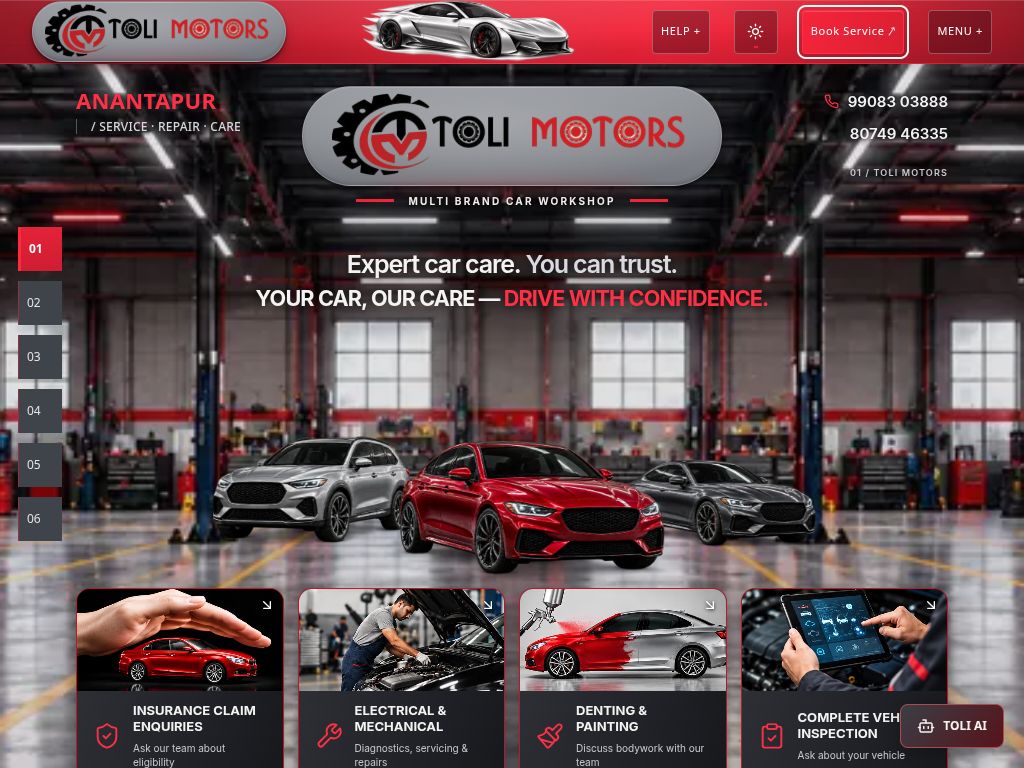 TOLI MOTORS
HELP +
Book Service ↗
MENU +
ANANTAPUR
/ SERVICE · REPAIR · CARE
TOLI MOTORS
MULTI BRAND CAR WORKSHOP
99083 03888
80749 46335
01 / TOLI MOTORS
Expert car care. You can trust.
YOUR CAR, OUR CARE — DRIVE WITH CONFIDENCE.
01
02
03
04
05
06
INSURANCE CLAIM
ENQUIRIES
Ask our team about
eligibility
ELECTRICAL &
MECHANICAL
Diagnostics, servicing &
repairs
DENTING &
PAINTING
Discuss bodywork with our
team
COMPLETE
INSPECTION
Ask about your vehicle
TOLI AI